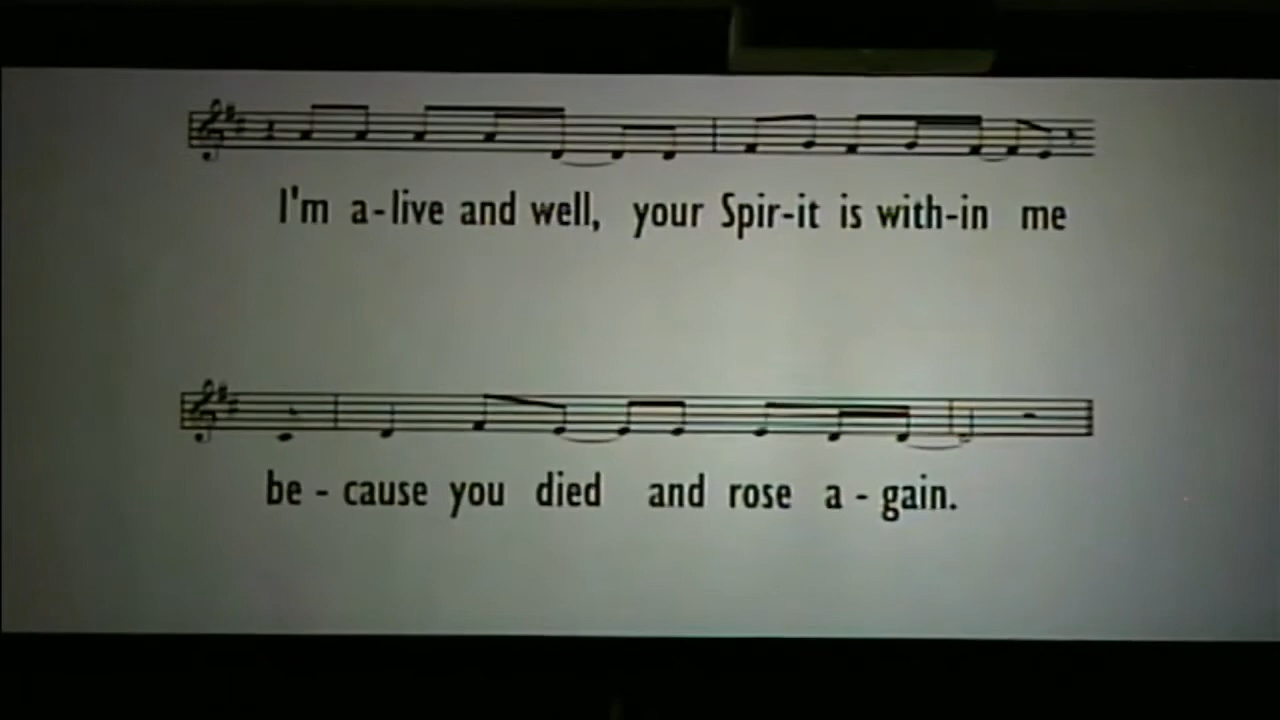 I'm a-live and well, your Spir-it is with-in me
be - cause you died and rose a - gain.